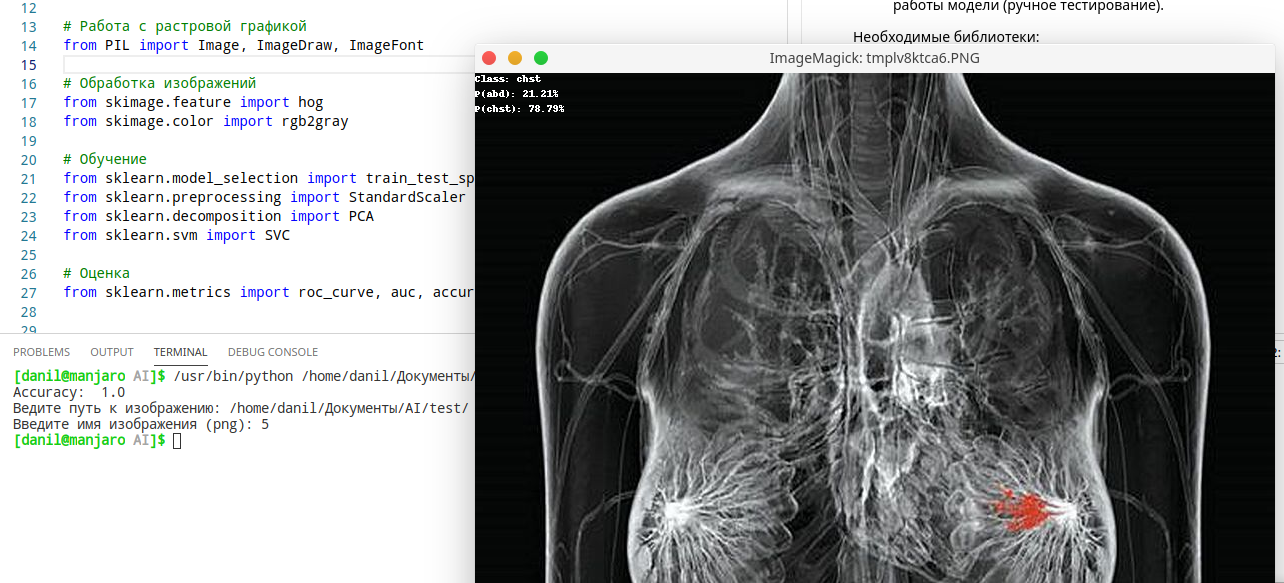 12
13 # Работа с растровой графикой
14 from PIL import Image, ImageDraw, ImageFont
15
16 # Обработка изображений
17 from skimage.feature import hog
18 from skimage.color import rgb2gray
19
20 # Обучение
21 from sklearn.model_selection import train_test_sp
22 from sklearn.preprocessing import StandardScaler
23 from sklearn.decomposition import PCA
24 from sklearn.svm import SVC
25
26 # Оценка
27 from sklearn.metrics import roc_curve, auc, accur
28
29
работы модели (ручное тестирование).
Необходимые библиотеки:
ImageMagick: tmplv8ktca6.PNG
Class: chst
P(abd): 21.21%
P(chst): 78.79%
PROBLEMS OUTPUT TERMINAL DEBUG CONSOLE
2:
[danil@manjaro AI]$ /usr/bin/python /home/danil/Документы/
Accuracy: 1.0
Ведите путь к изображению: /home/danil/Документы/AI/test/
Введите имя изображения (png): 5
[danil@manjaro AI]$